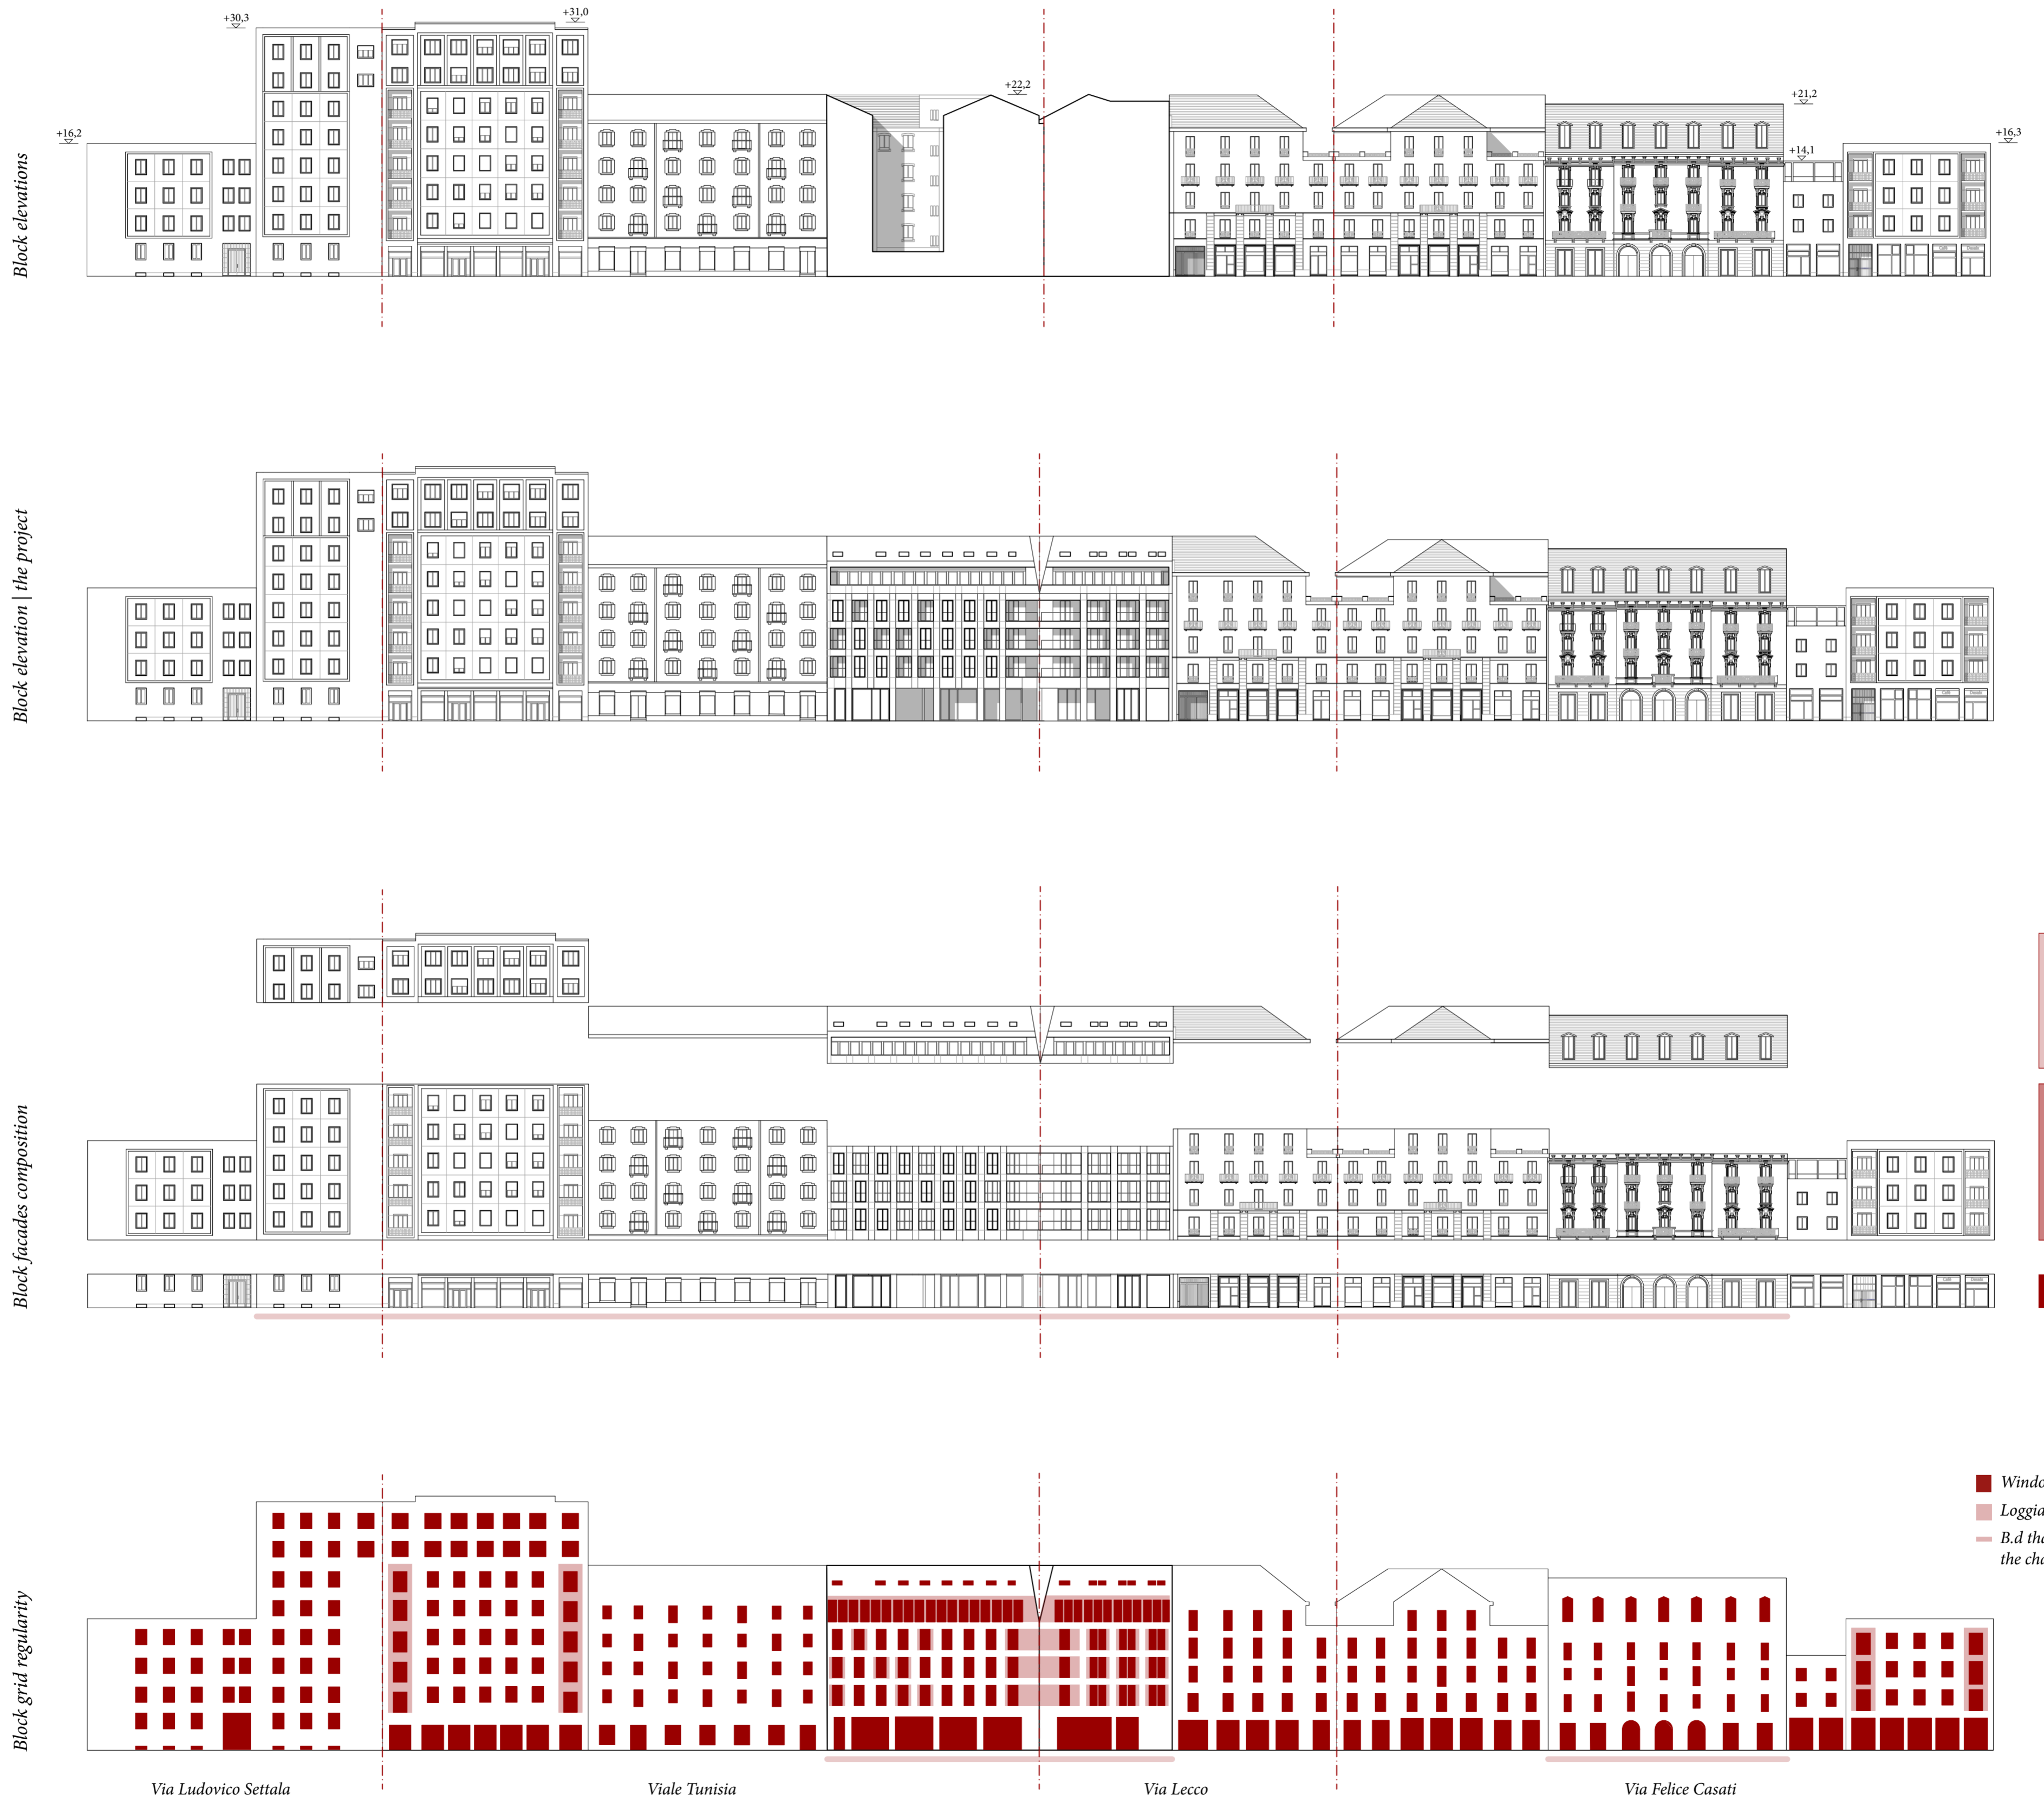 +30,3
+31,0
+22,2
+21,2
+16,2
+16,3
+14,1
Block elevations
Block elevation | the project
Block facades composition
Windo
Loggia
B.d tha
the cha
Block grid regularity
Via Ludovico Settala
Viale Tunisia
Via Lecco
Via Felice Casati